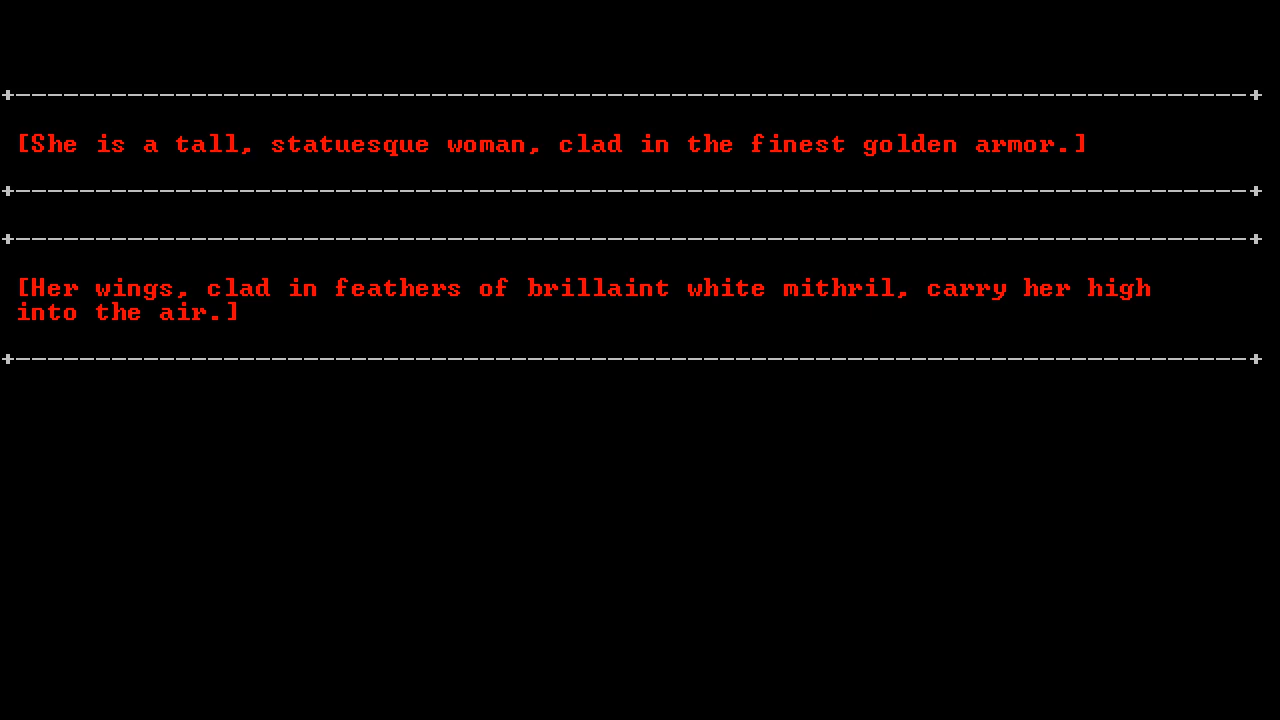 [She is a tall, statuesque woman, clad in the finest golden armor.]
[Her wings, clad in feathers of brillaint white mithril, carry her high
into the air.]